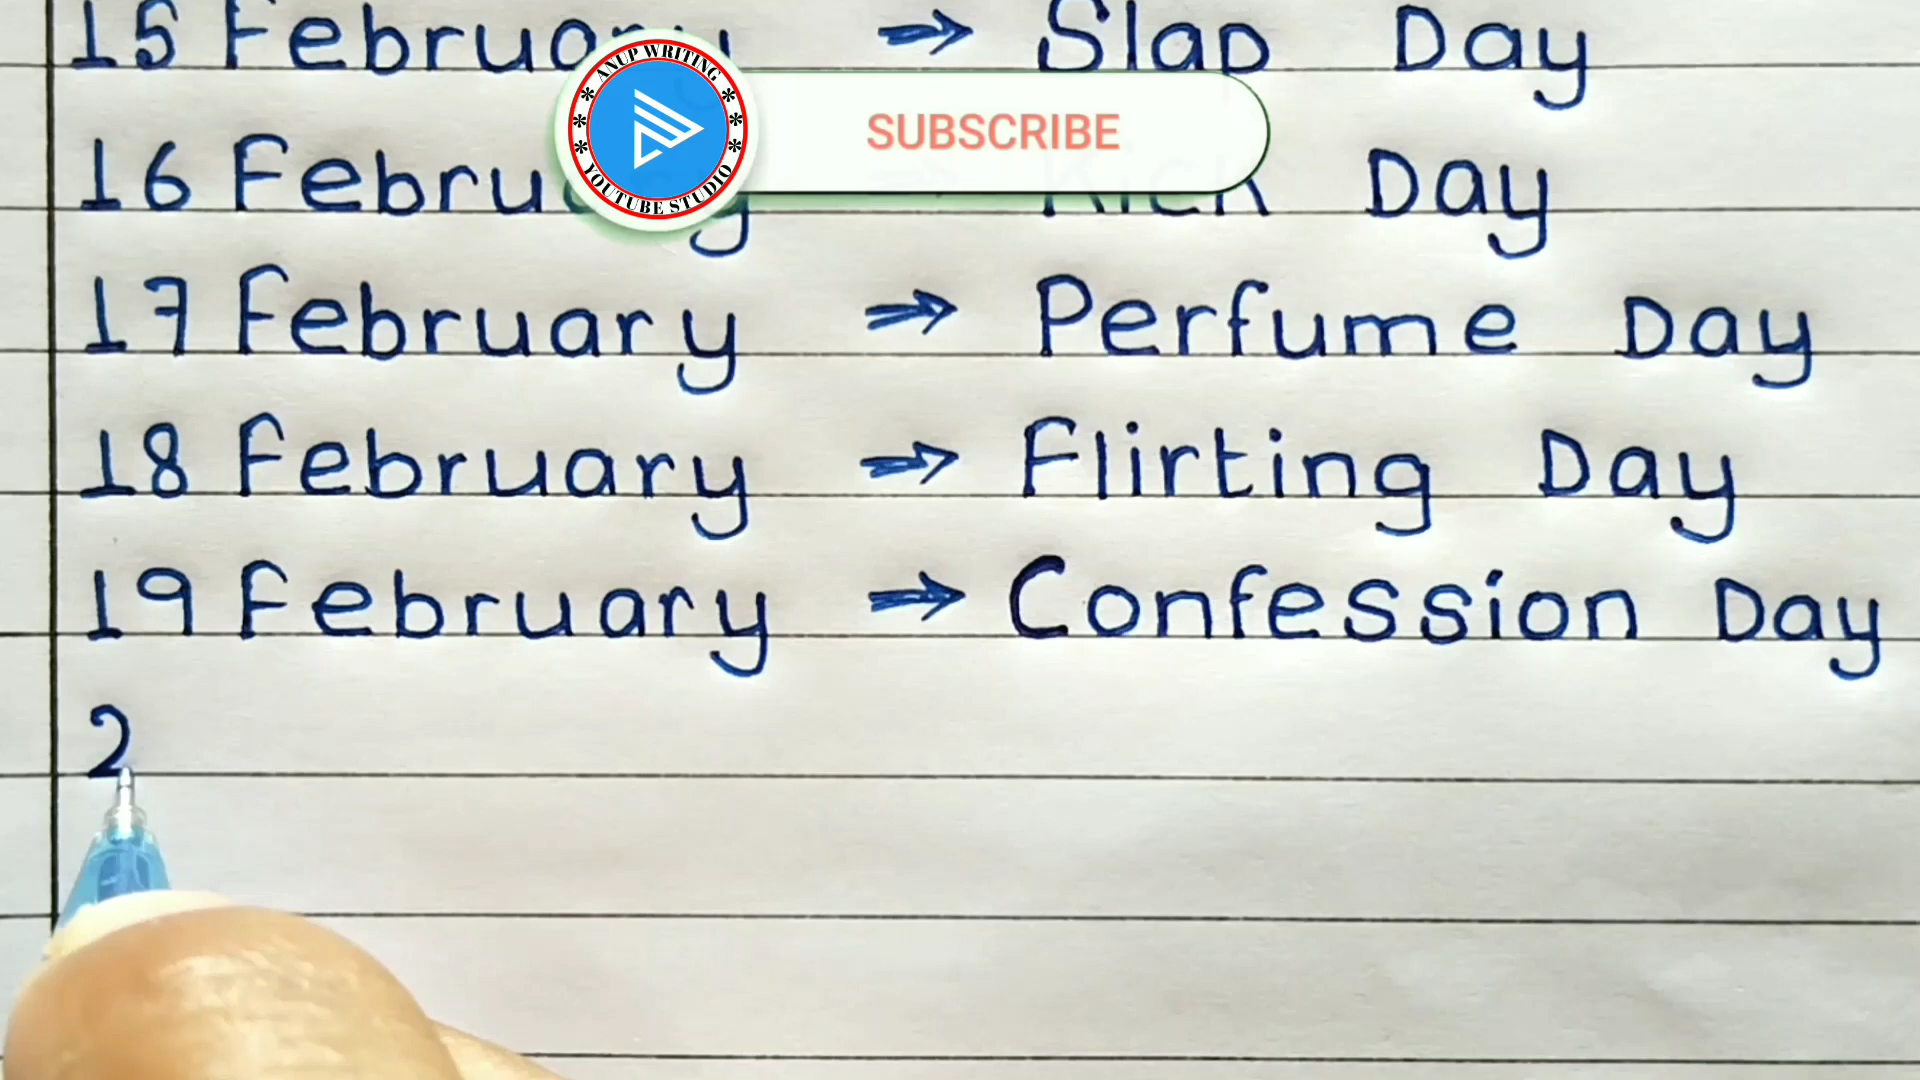 15 February ⇒ Slap Day
ANUP WRITING
YOUTUBE STUDIO
SUBSCRIBE
16 February ⇒ Kick Day
17 February ⇒ Perfume Day
18 February ⇒ Flirting Day
19 February ⇒ Confession Day
2